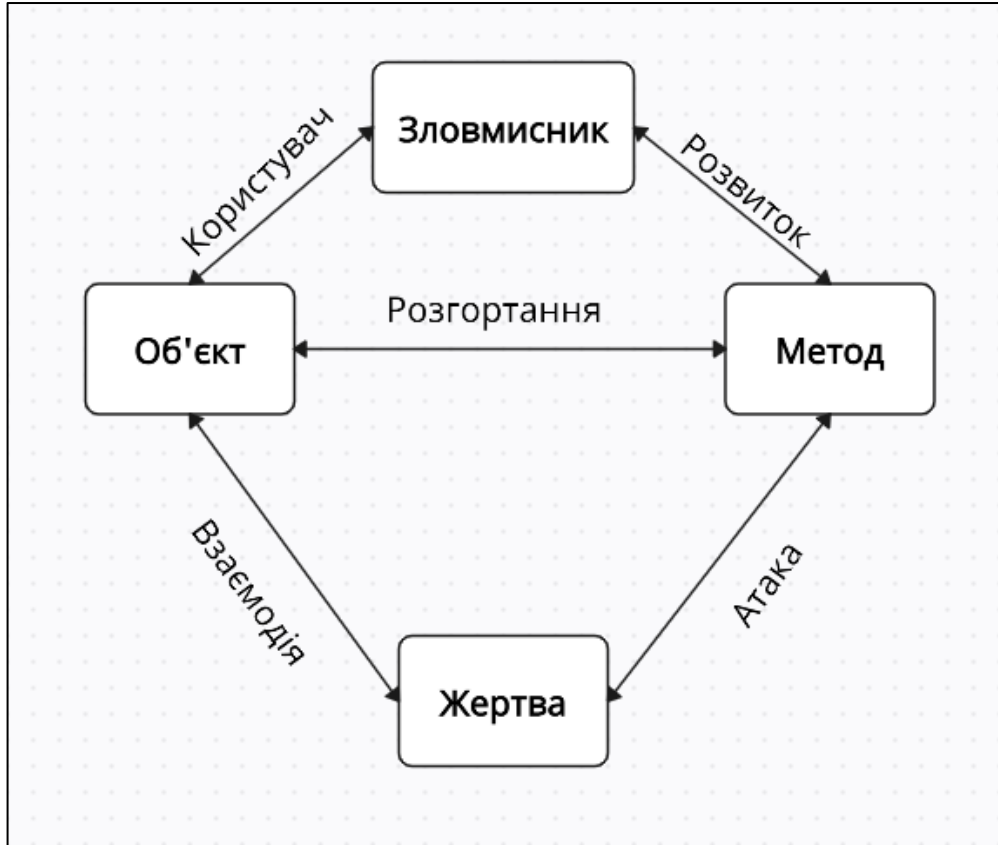 Зловмисник
Користувач
Розвиток
Розгортання
Об'єкт
Метод
Взаємодія
Атака
Жертва